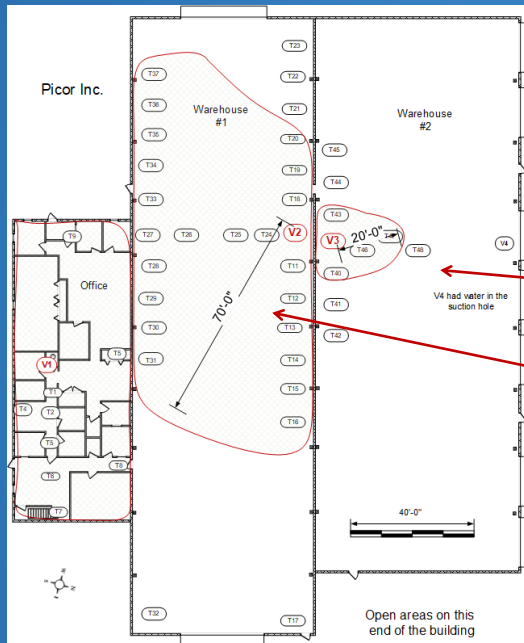 Picor Inc.
T23
T37
T22
Warehouse
#1
Warehouse
#2
T36
T21
T35
T20
T45
T34
T19
T44
T33
T18
T43
T9
T27
T26
T25
T24
V2
V3
20'-0"
T46
T48
V4
Office
T28
T11
T40
V4 had water in the
suction hole
T29
70'-0"
T12
T41
T30
T13
T42
T31
T14
T5
V1
T1
T15
T4
T2
T16
T5
T8
T6
T7
40'-0"
N
T32
T17
Open areas on this
end of the building